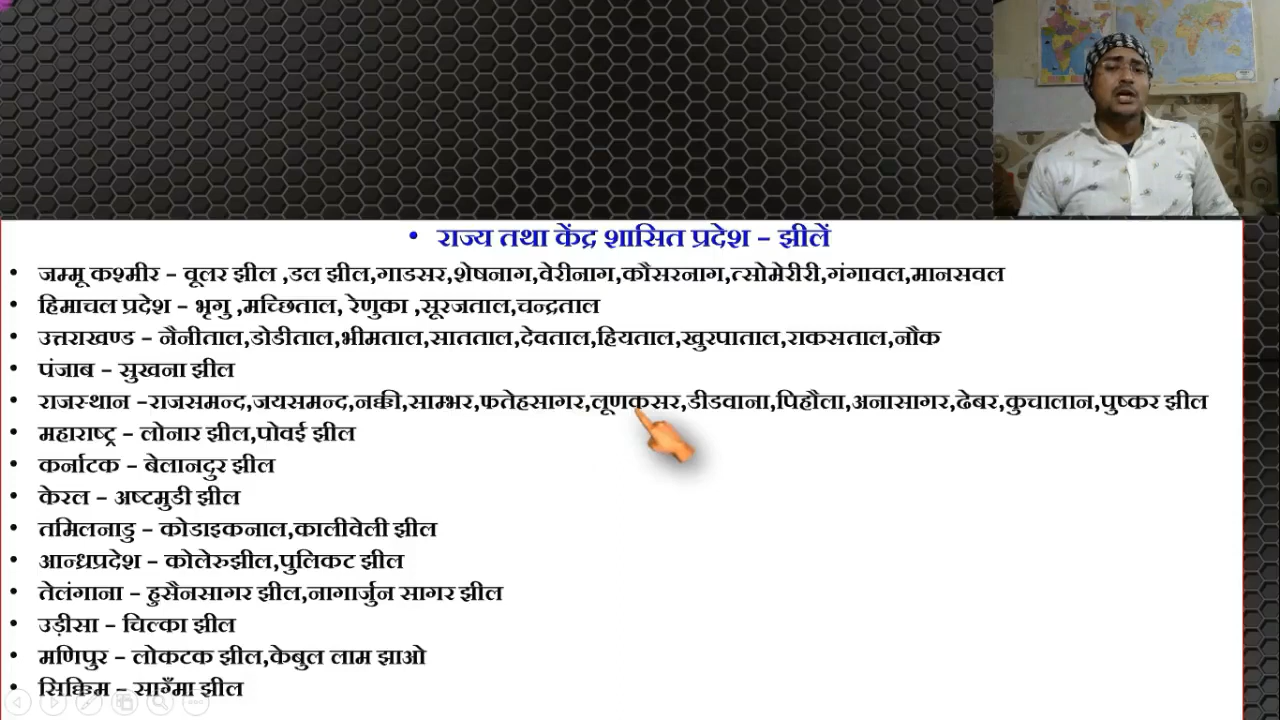 • राज्य तथा केंद्र शासित प्रदेश – झीलें
• जम्मू कश्मीर – वूलर झील ,डल झील,गाडसर,शेषनाग,वेरीनाग,कौसरनाग,त्सोमेरीरी,गंगावल,मानसवल
• हिमाचल प्रदेश – भृगु ,मच्छिताल, रेणुका ,सूरजताल,चन्द्रताल
• उत्तराखण्ड – नैनीताल,डोडीताल,भीमताल,सातताल,देवताल,हियताल,खुरपाताल,राकसताल,नौक
• पंजाब – सुखना झील
• राजस्थान –राजसमन्द,जयसमन्द,नक्की,साम्भर,फतेहसागर,लूणकसर,डीडवाना,पिहौला,अनासागर,ढेबर,कुचालान,पुष्कर झील
• महाराष्ट्र – लोनार झील,पोवई झील
• कर्नाटक – बेलानदुर झील
• केरल – अष्टमुडी झील
• तमिलनाडु – कोडाइकनाल,कालीवेली झील
• आन्ध्रप्रदेश – कोलेरुझील,पुलिकट झील
• तेलंगाना – हुसैनसागर झील,नागार्जुन सागर झील
• उड़ीसा – चिल्का झील
• मणिपुर – लोकटक झील,केबुल लाम झाओ
• सिक्किम – सागँमा झील